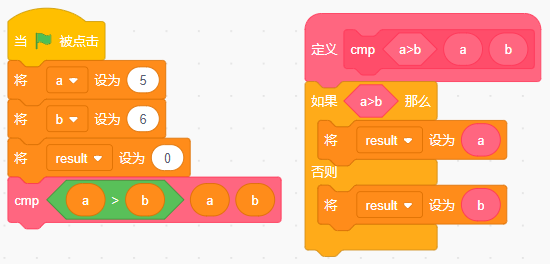 当 被点击
将 a 设为 5
将 b 设为 6
将 result 设为 0
cmp a > b a b
定义 cmp a>b a b
如果 a>b 那么
将 result 设为 a
否则
将 result 设为 b